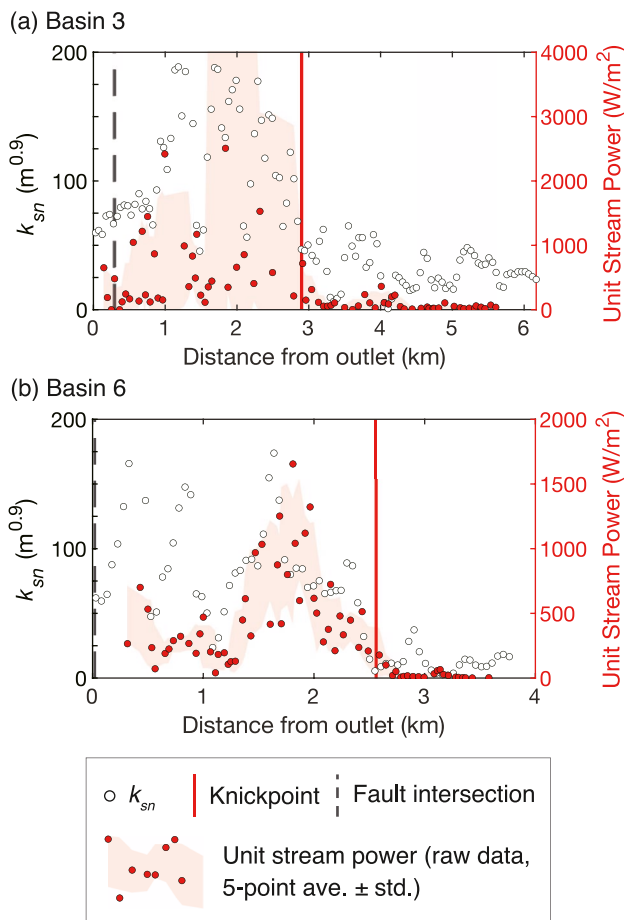 (a) Basin 3
200
100
0
k_sn (m^0.9)
4000
3000
2000
1000
0
Unit Stream Power (W/m²)
0 1 2 3 4 5 6
Distance from outlet (km)
(b) Basin 6
200
100
0
k_sn (m^0.9)
2000
1500
1000
500
0
Unit Stream Power (W/m²)
0 1 2 3 4
Distance from outlet (km)
k_sn Knickpoint Fault intersection
Unit stream power (raw data,
5-point ave. ± std.)